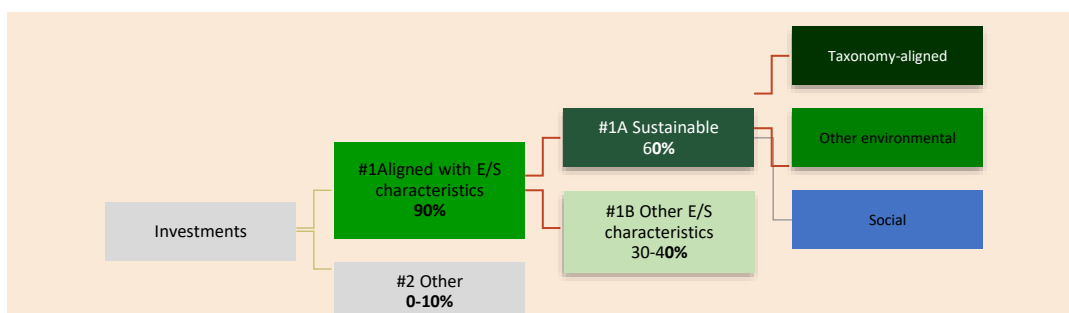 Investments
#1Aligned with E/S
characteristics
90%
#2 Other
0-10%
#1A Sustainable
60%
#1B Other E/S
characteristics
30-40%
Taxonomy-aligned
Other environmental
Social